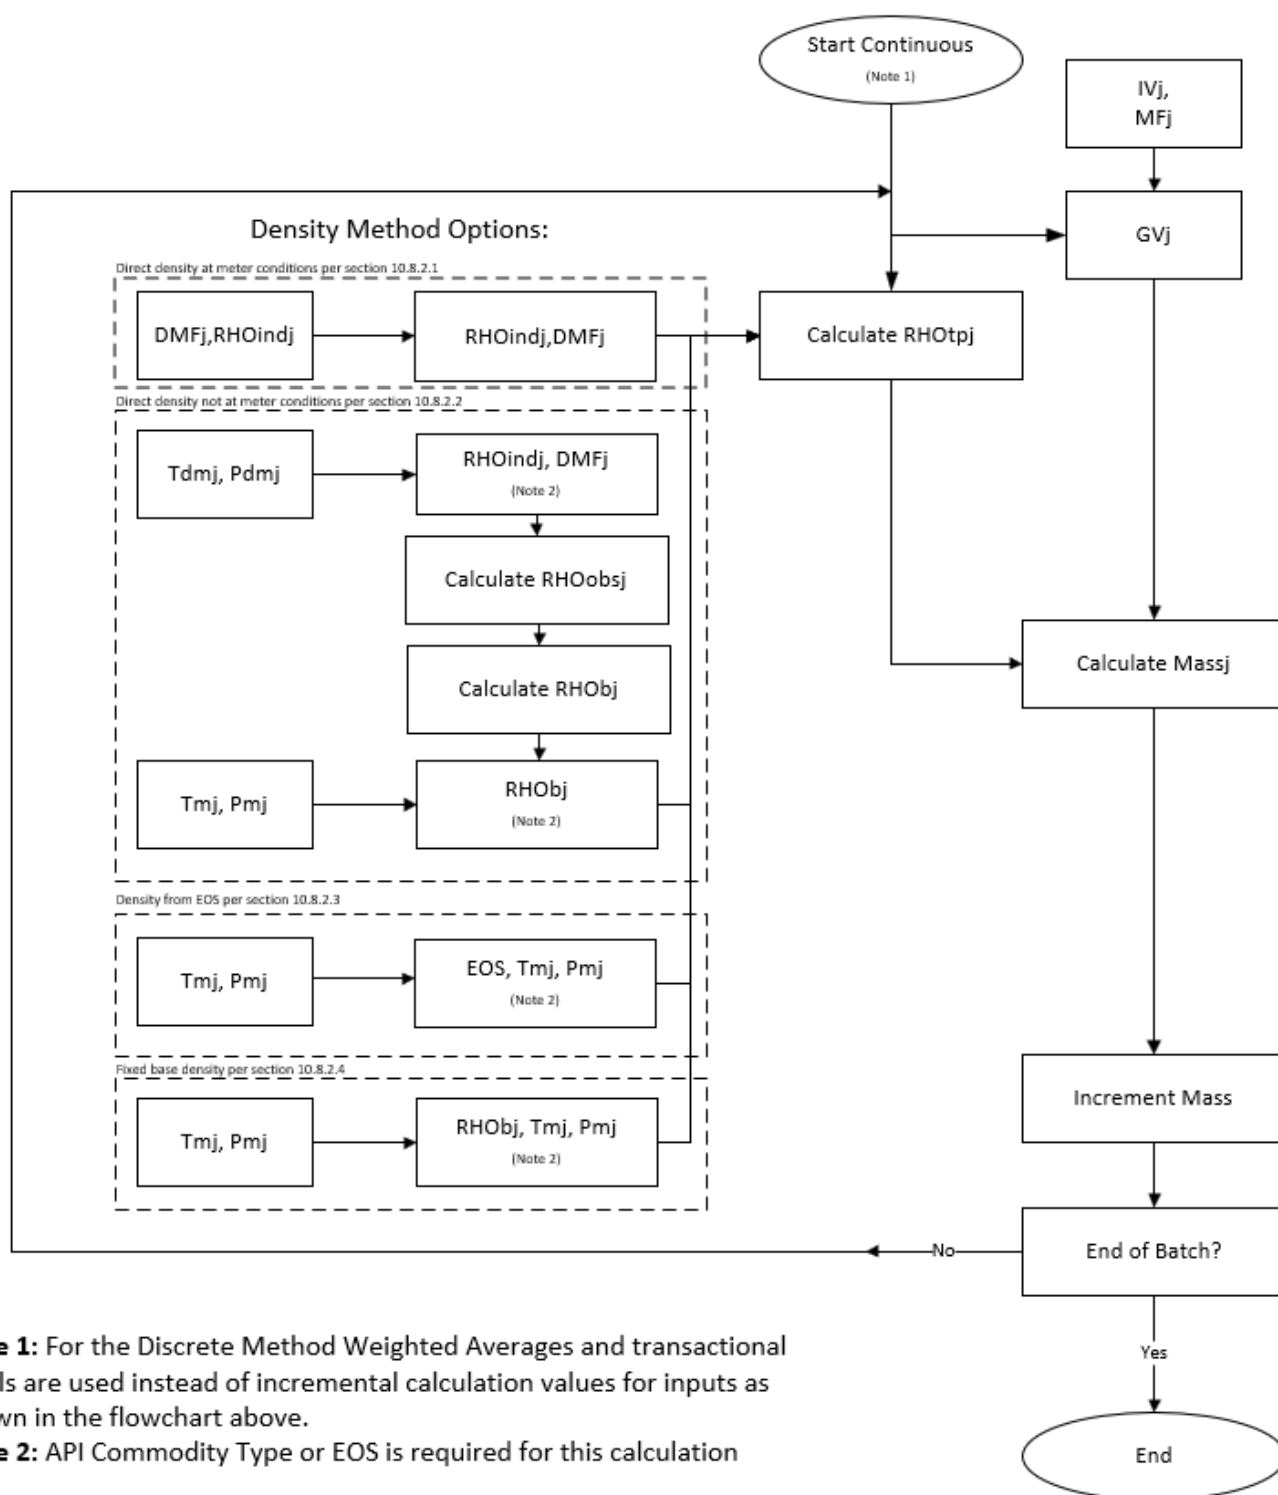 Start Continuous
(Note 1)
IVj,
MFj
GVj
Density Method Options:
Direct density at meter conditions per section 10.8.2.1
DMFj,RHOindj
RHOindj,DMFj
Calculate RHOtpj
Direct density not at meter conditions per section 10.8.2.2
Tdmj, Pdmj
RHOindj, DMFj
(Note 2)
Calculate RHOobsj
Calculate RHObj
Tmj, Pmj
RHObj
(Note 2)
Calculate Massj
Density from EOS per section 10.8.2.3
Tmj, Pmj
EOS, Tmj, Pmj
(Note 2)
Fixed base density per section 10.8.2.4
Tmj, Pmj
RHObj, Tmj, Pmj
(Note 2)
Increment Mass
End of Batch?
No
Yes
End
e 1: For the Discrete Method Weighted Averages and transactional
ls are used instead of incremental calculation values for inputs as
wn in the flowchart above.
e 2: API Commodity Type or EOS is required for this calculation